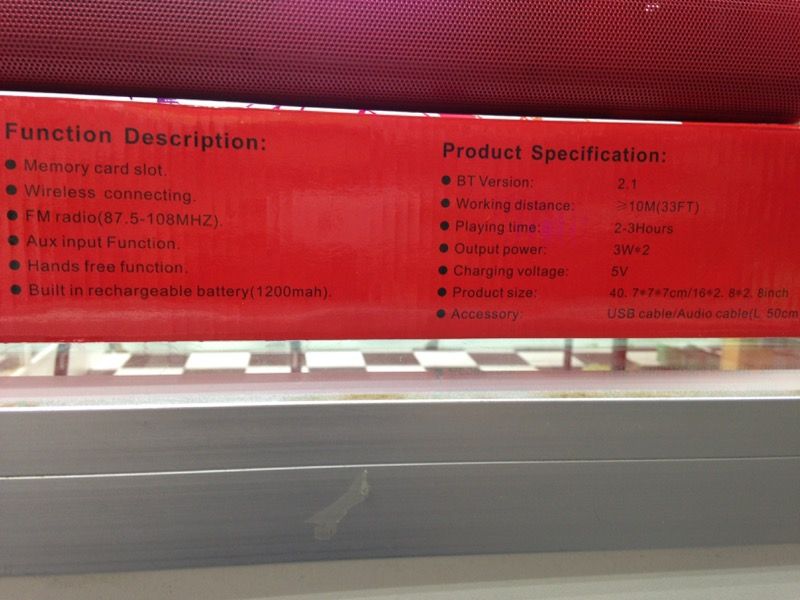 Function Description:
● Memory card slot.
● Wireless connecting.
● FM radio(87.5-108MHZ).
● Aux input Function.
● Hands free function.
● Built in rechargeable battery(1200mah).
Product Specification:
● BT Version: 2.1
● Working distance: ≥10M(33FT)
● Playing time: 2-3Hours
● Output power: 3W*2
● Charging voltage: 5V
● Product size: 40.7*7*7cm/16*2.8*2.8inch
● Accessory: USB cable/Audio cable(L 50cm